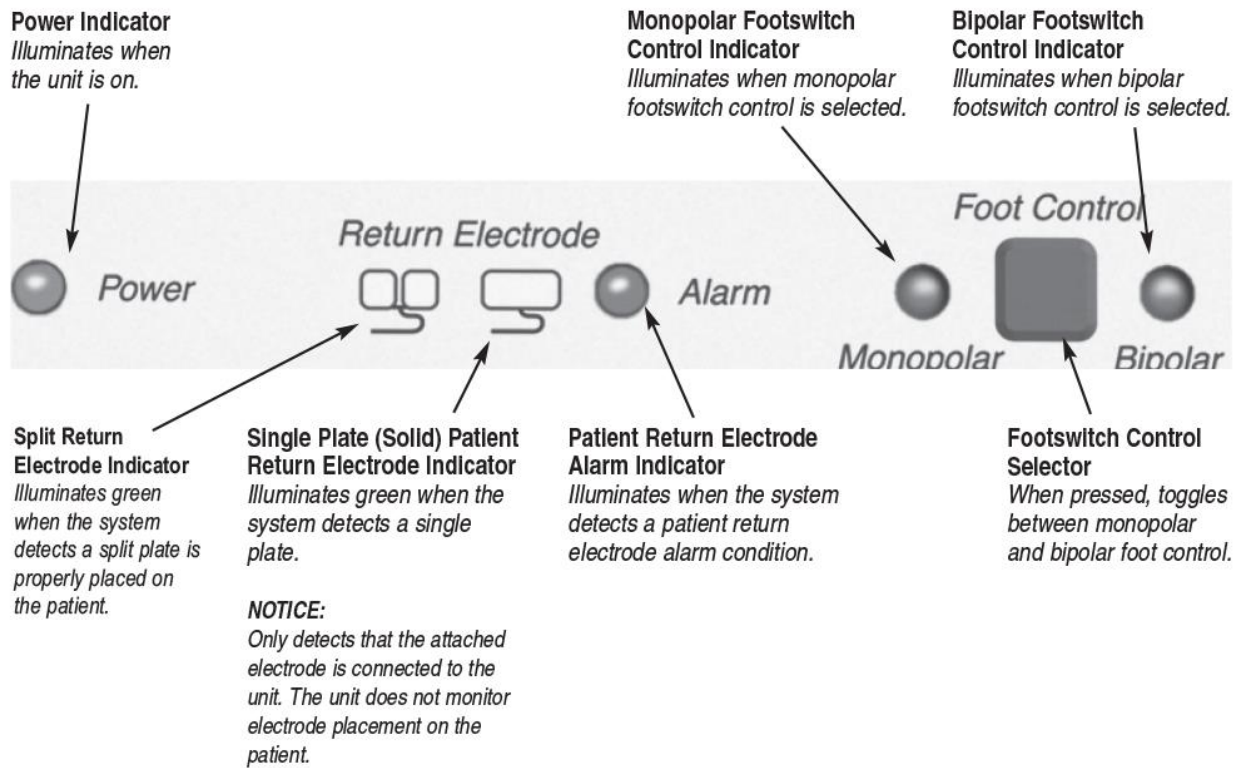 Power Indicator
Illuminates when
the unit is on.
Monopolar Footswitch
Control Indicator
Illuminates when monopolar
footswitch control is selected.
Bipolar Footswitch
Control Indicator
Illuminates when bipolar
footswitch control is selected.
Power
Return Electrode
Alarm
Foot Control
Monopolar
Bipolar
Split Return
Electrode Indicator
Illuminates green
when the system
detects a split plate is
properly placed on
the patient.
Single Plate (Solid) Patient
Return Electrode Indicator
Illuminates green when the
system detects a single
plate.
NOTICE:
Only detects that the attached
electrode is connected to the
unit. The unit does not monitor
electrode placement on the
patient.
Patient Return Electrode
Alarm Indicator
Illuminates when the system
detects a patient return
electrode alarm condition.
Footswitch Control
Selector
When pressed, toggles
between monopolar
and bipolar foot control.